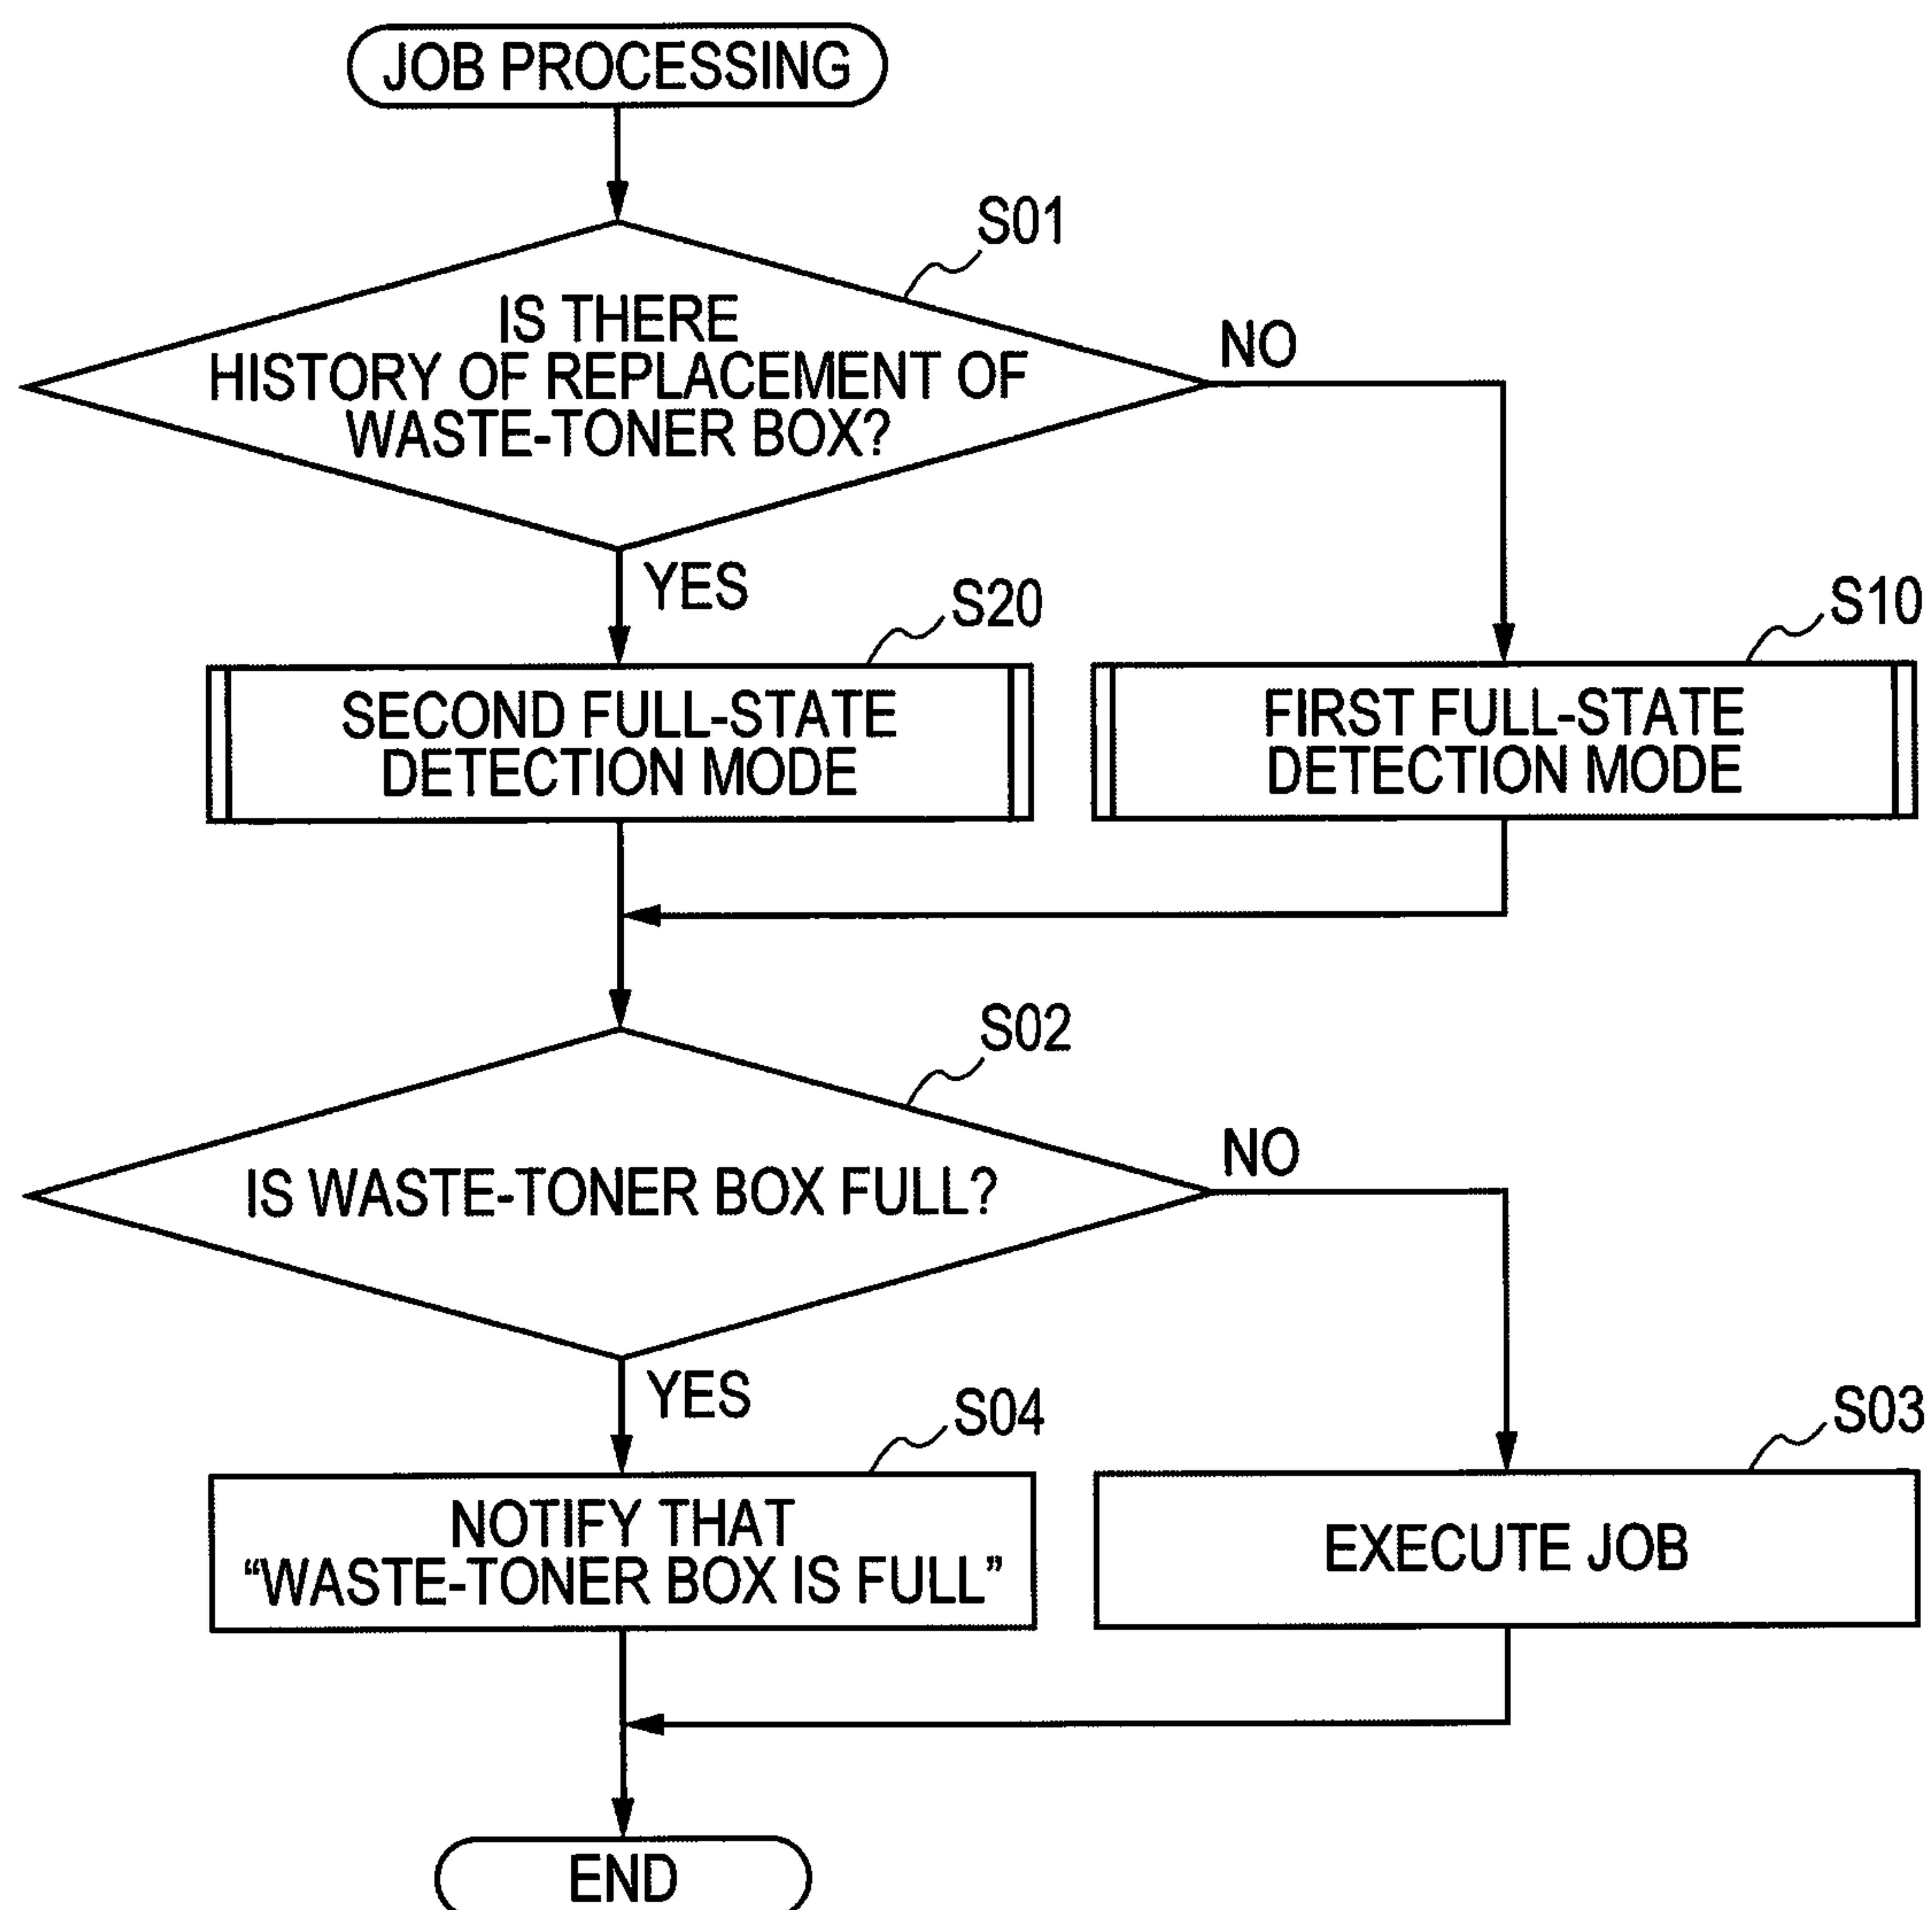 JOB PROCESSING
S01
IS THERE
HISTORY OF REPLACEMENT OF
WASTE-TONER BOX?
NO
YES
S20
SECOND FULL-STATE
DETECTION MODE
S10
FIRST FULL-STATE
DETECTION MODE
S02
IS WASTE-TONER BOX FULL?
NO
YES
S04
NOTIFY THAT
“WASTE-TONER BOX IS FULL”
S03
EXECUTE JOB
END